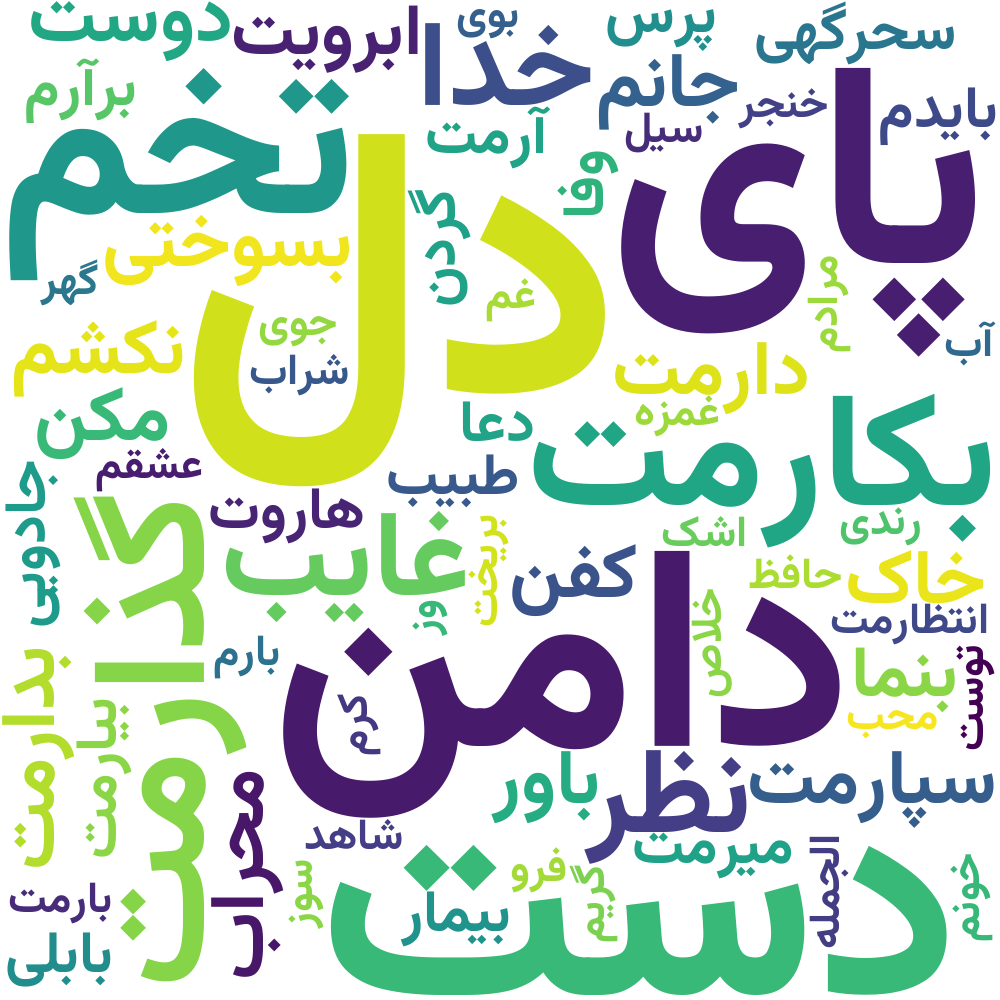 دوست
ابرویت
بوی
خدا
پرس
سحرگهی
برآرم
تخم
آرمت
جانم
سیل
خنجر
بایدم
پای
وفا
گردن
دل
بسوختی
گهر
غم
مرادم
آب
جوی
شراب
نکشم
دارمت
غمزه
مکن
دعا
بکارمت
عشقم
طبیب
هاروت
جادویی
گذارمت
غایب
بریخت
اشک
رندی
کفن
حافظ
خاک
انتظارمت
خلاص
روز
دامن
بارم
بدارمت
بیارمت
کرم
بنما
محب
توست
محراب
باور
نظر
سپارمت
شاهد
میرمت
الجمله
خونم
بارمت
بابلی
سوز
دست
بیمار
فرو
گریم